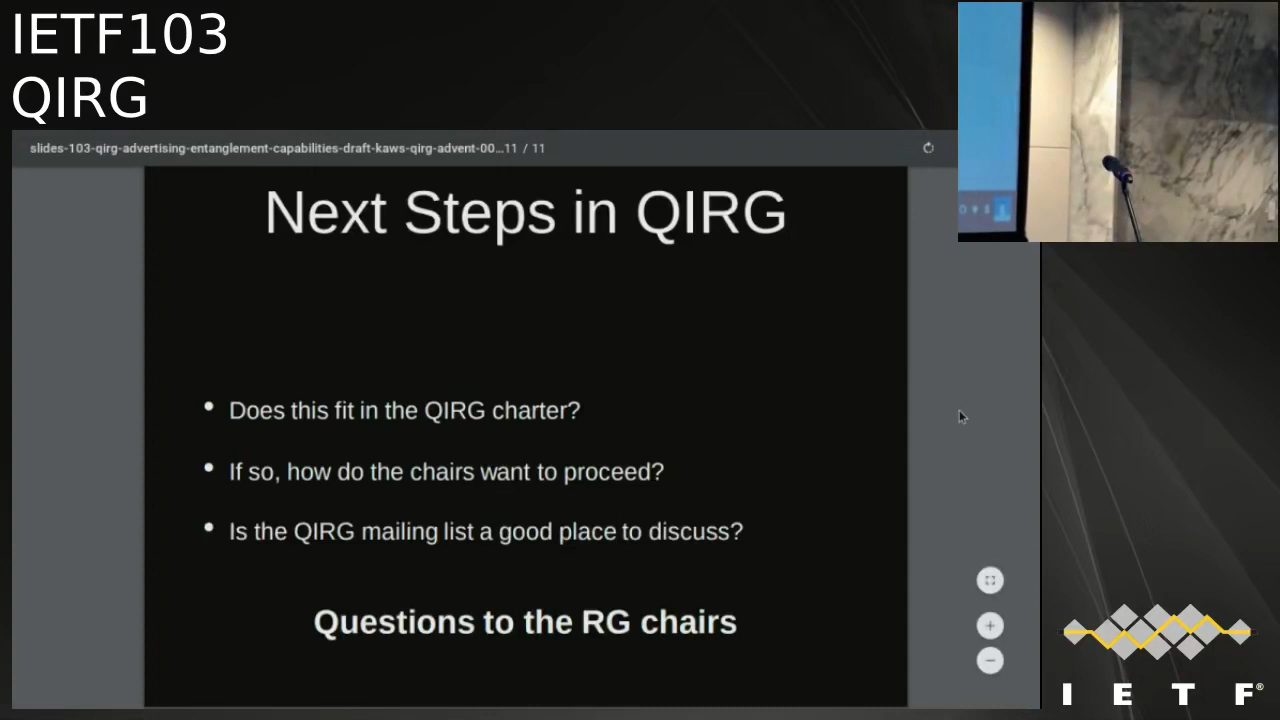 IETF103
QIRG
slides-103-qirg-advertising-entanglement-capabilities-draft-kaws-qirg-advent-00...11 / 11
Next Steps in QIRG
• Does this fit in the QIRG charter?
• If so, how do the chairs want to proceed?
• Is the QIRG mailing list a good place to discuss?
Questions to the RG chairs
I E T F®